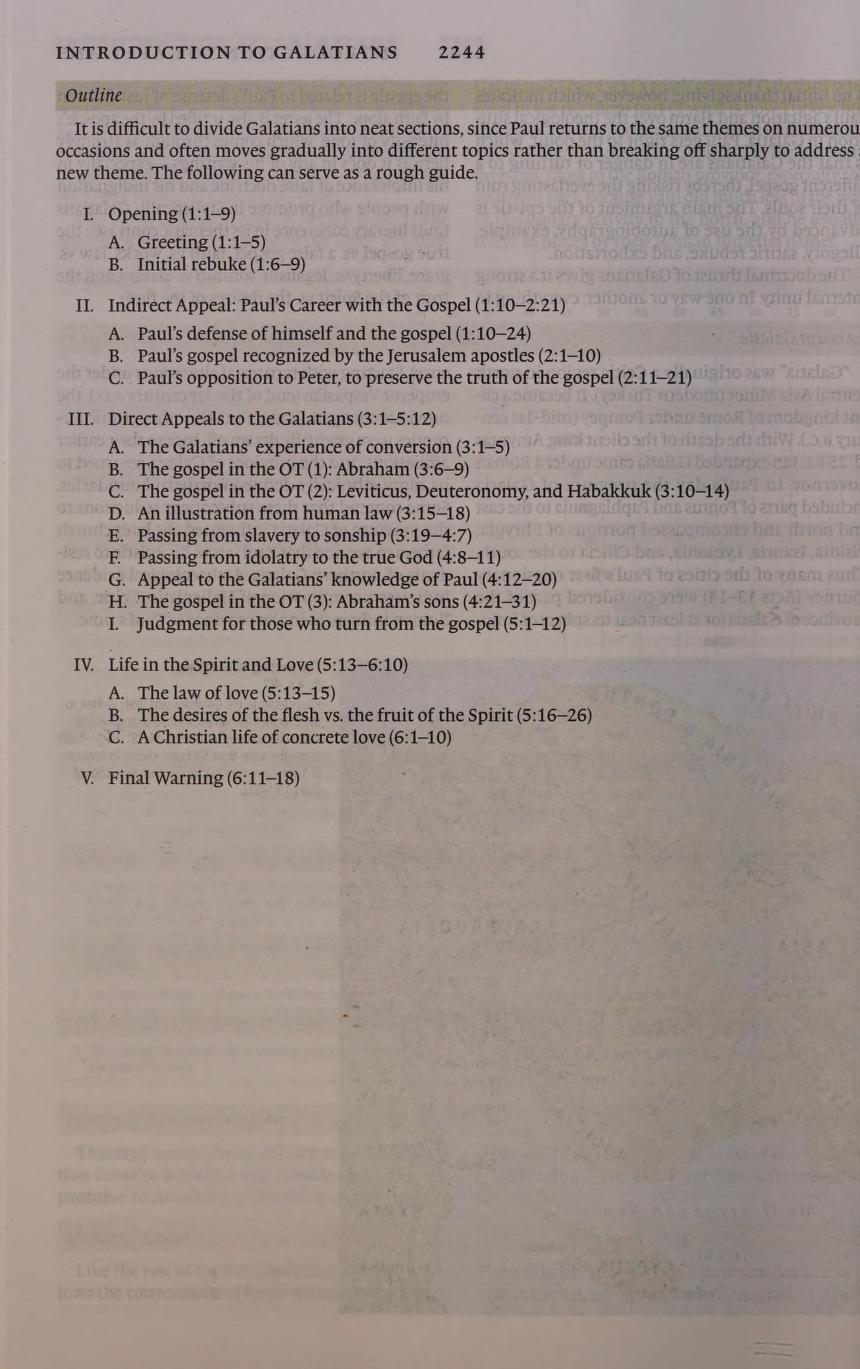 INTRODUCTION TO GALATIANS 2244
Outline
It is difficult to divide Galatians into neat sections, since Paul returns to the same themes on numerou
occasions and often moves gradually into different topics rather than breaking off sharply to address
new theme. The following can serve as a rough guide.
I. Opening (1:1–9)
A. Greeting (1:1–5)
B. Initial rebuke (1:6–9)
II. Indirect Appeal: Paul's Career with the Gospel (1:10–2:21)
A. Paul's defense of himself and the gospel (1:10–24)
B. Paul's gospel recognized by the Jerusalem apostles (2:1–10)
C. Paul's opposition to Peter, to preserve the truth of the gospel (2:11–21)
III. Direct Appeals to the Galatians (3:1–5:12)
A. The Galatians' experience of conversion (3:1–5)
B. The gospel in the OT (1): Abraham (3:6–9)
C. The gospel in the OT (2): Leviticus, Deuteronomy, and Habakkuk (3:10–14)
D. An illustration from human law (3:15–18)
E. Passing from slavery to sonship (3:19–4:7)
F. Passing from idolatry to the true God (4:8–11)
G. Appeal to the Galatians' knowledge of Paul (4:12–20)
H. The gospel in the OT (3): Abraham's sons (4:21–31)
I. Judgment for those who turn from the gospel (5:1–12)
IV. Life in the Spirit and Love (5:13–6:10)
A. The law of love (5:13–15)
B. The desires of the flesh vs. the fruit of the Spirit (5:16–26)
C. A Christian life of concrete love (6:1–10)
V. Final Warning (6:11–18)